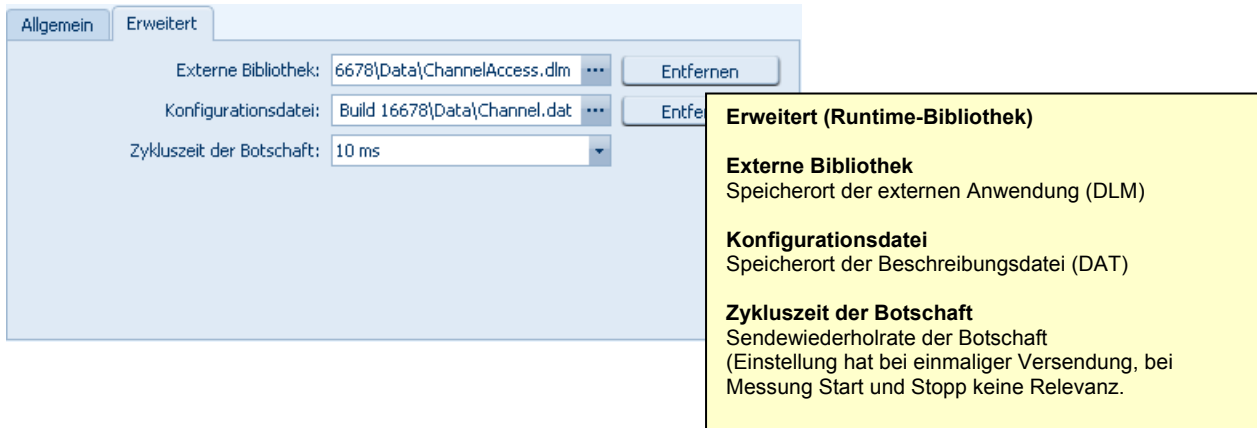 Allgemein Erweitert
Externe Bibliothek: 6678\Data\ChannelAccess.dlm ... Entfernen
Konfigurationsdatei: Build 16678\Data\Channel.dat ... Entfe
Zykluszeit der Botschaft: 10 ms
Erweitert (Runtime-Bibliothek)
Externe Bibliothek
Speicherort der externen Anwendung (DLM)
Konfigurationsdatei
Speicherort der Beschreibungsdatei (DAT)
Zykluszeit der Botschaft
Sendewiederholrate der Botschaft
(Einstellung hat bei einmaliger Versendung, bei
Messung Start und Stopp keine Relevanz.